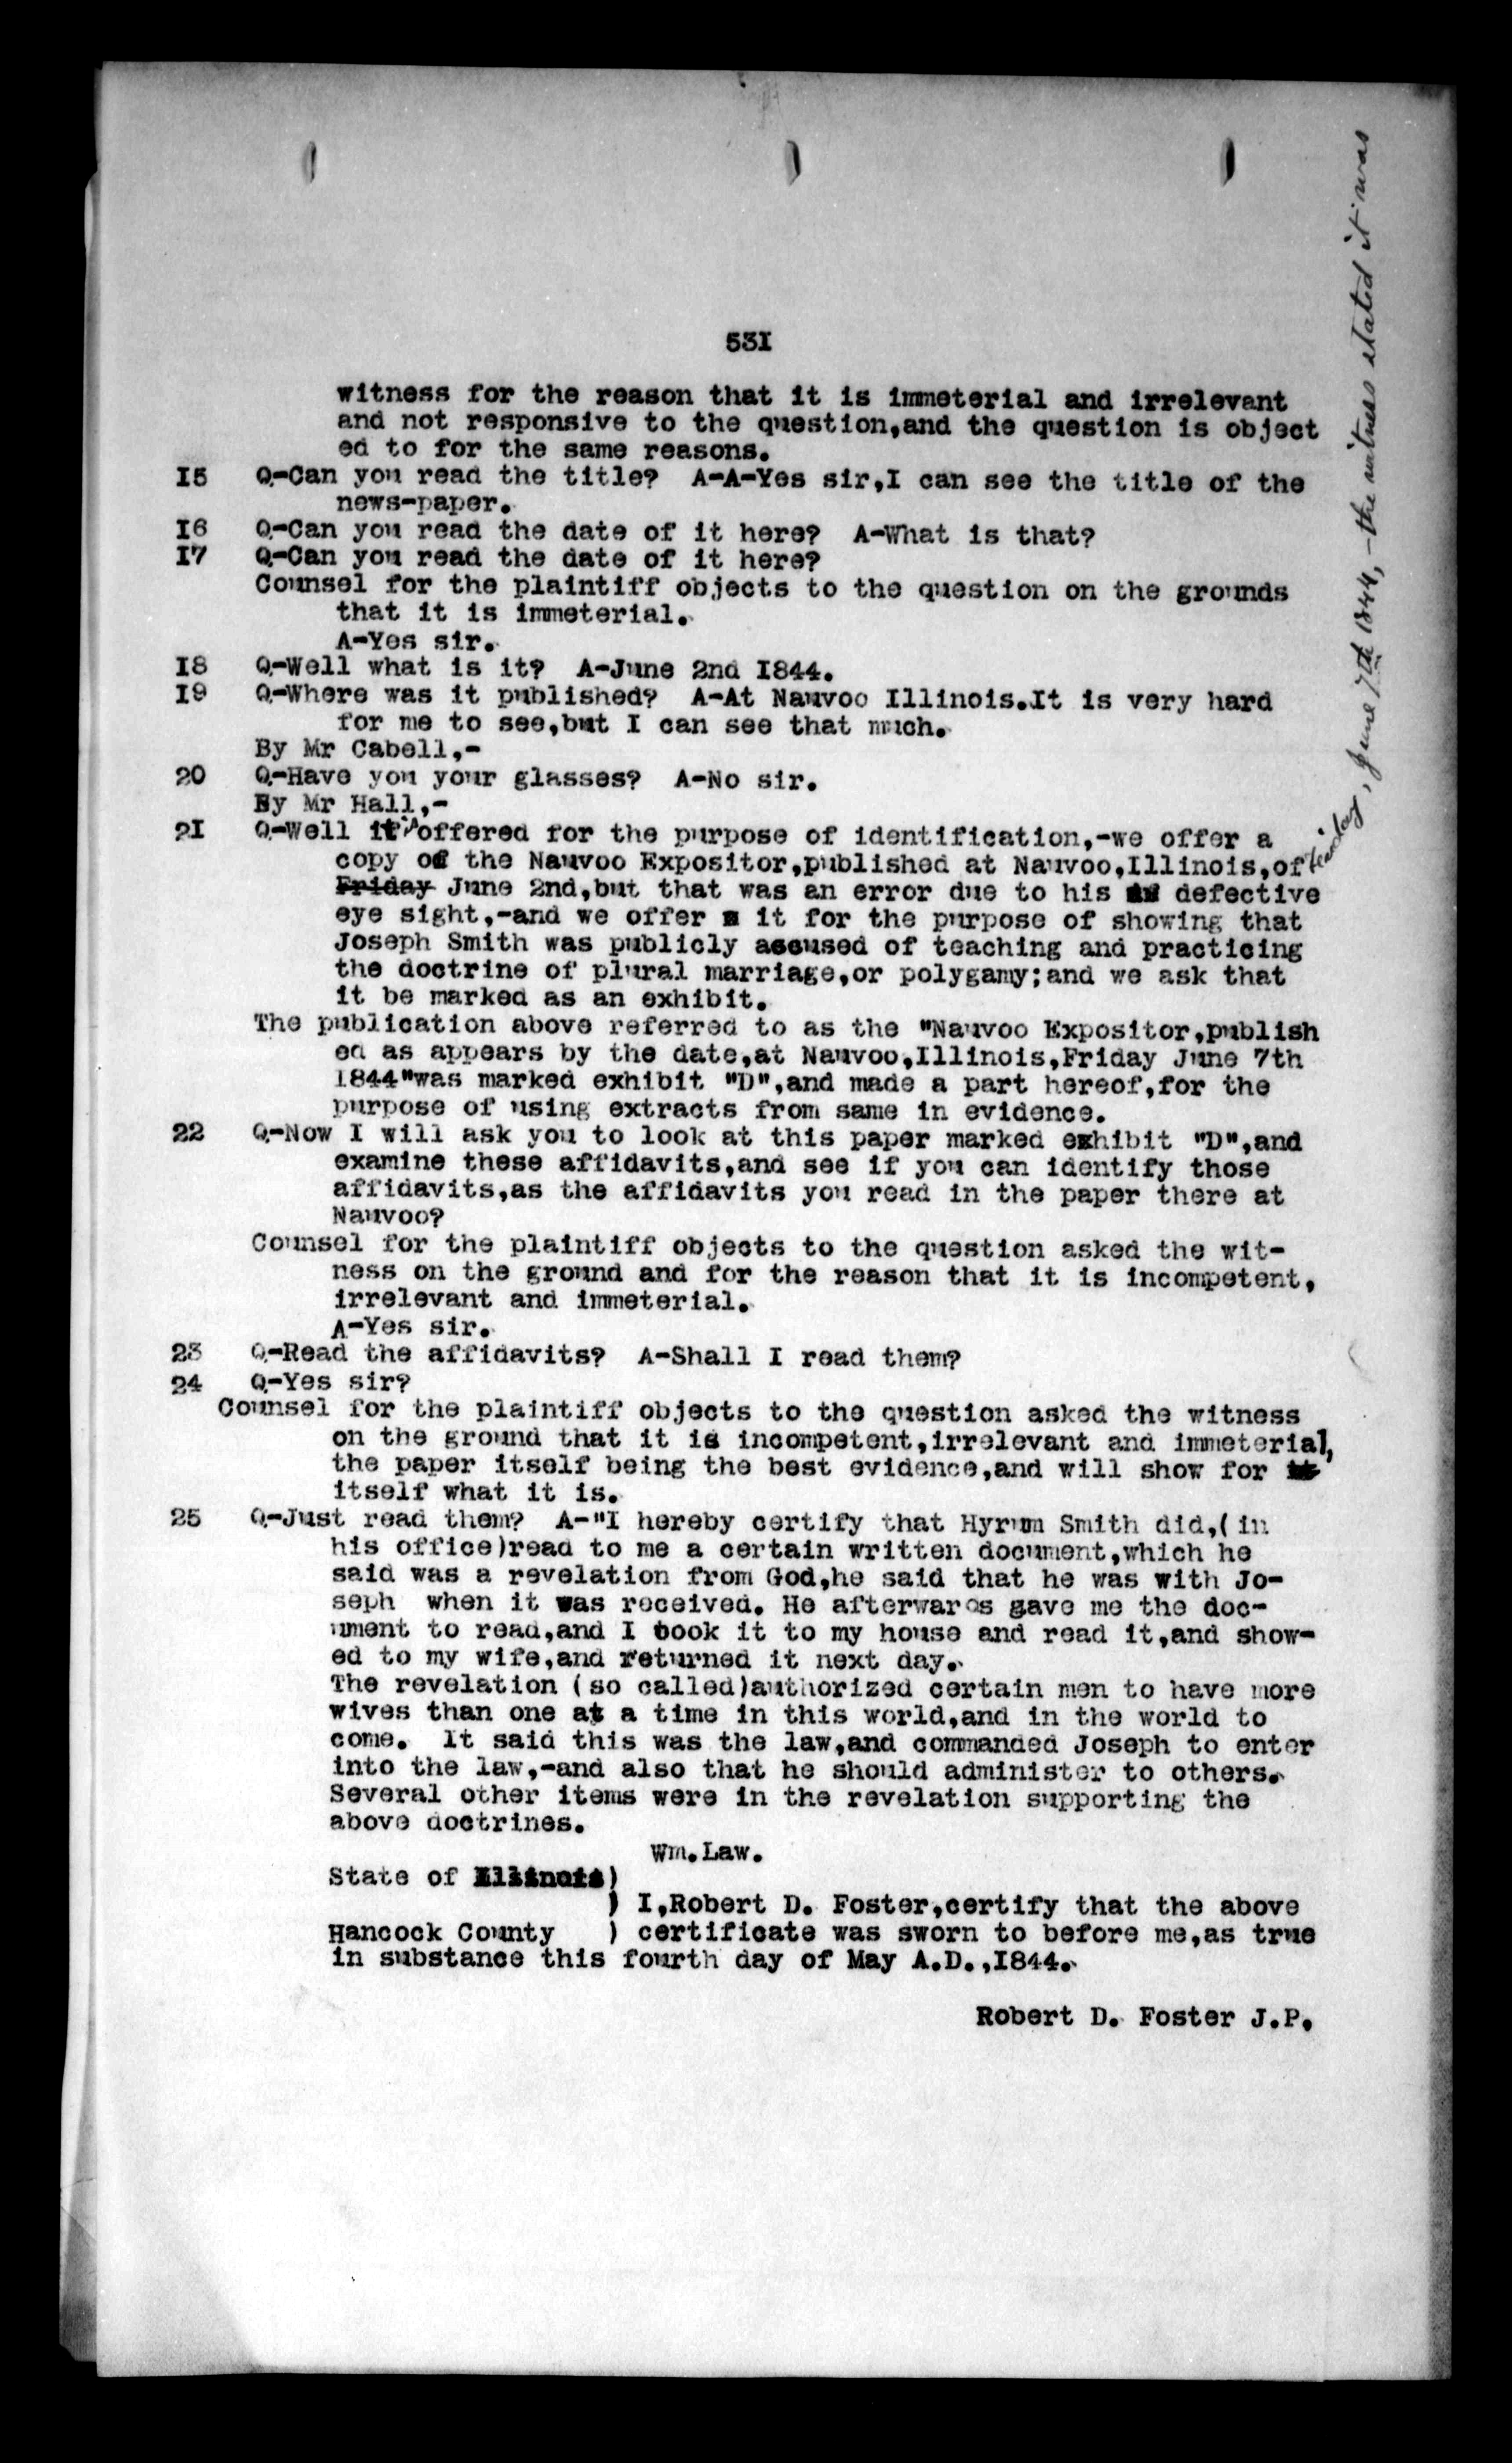 531
witness for the reason that it is immeterial and irrelevant
and not responsive to the question,and the question is object
ed to for the same reasons.
15 Q-Can you read the title? A-A-Yes sir,I can see the title of the
news-paper.
16 Q-Can you read the date of it here? A-What is that?
17 Q-Can you read the date of it here?
Counsel for the plaintiff objects to the question on the grounds
that it is immeterial.
A-Yes sir.
18 Q-Well what is it? A-June 2nd 1844.
19 Q-Where was it published? A-At Nauvoo Illinois.It is very hard
for me to see,but I can see that much.
By Mr Cabell,-
20 Q-Have you your glasses? A-No sir.
By Mr Hall,-
21 Q-Well it is offered for the purpose of identification,-we offer a
copy of the Nauvoo Expositor,published at Nauvoo,Illinois,of
Friday, June 7th 1844,-the witness stated it was
Friday June 2nd,but that was an error due to his defective
eye sight,-and we offer it for the purpose of showing that
Joseph Smith was publicly accused of teaching and practicing
the doctrine of plural marriage,or polygamy;and we ask that
it be marked as an exhibit.
The publication above referred to as the "Nauvoo Expositor,publish
ed as appears by the date,at Nauvoo,Illinois,Friday June 7th
1844"was marked exhibit "D",and made a part hereof,for the
purpose of using extracts from same in evidence.
22 Q-Now I will ask you to look at this paper marked exhibit "D",and
examine these affidavits,and see if you can identify those
affidavits,as the affidavits you read in the paper there at
Nauvoo?
Counsel for the plaintiff objects to the question asked the wit-
ness on the ground and for the reason that it is incompetent,
irrelevant and immeterial.
A-Yes sir.
23 Q-Read the affidavits? A-Shall I read them?
24 Q-Yes sir?
Counsel for the plaintiff objects to the question asked the witness
on the ground that it is incompetent,irrelevant and immeterial,
the paper itself being the best evidence,and will show for
itself what it is.
25 Q-Just read them? A-"I hereby certify that Hyrum Smith did,(in
his office)read to me a certain written document,which he
said was a revelation from God,he said that he was with Jo-
seph when it was received. He afterwards gave me the doc-
ument to read,and I took it to my house and read it,and show-
ed to my wife,and returned it next day.
The revelation (so called)authorized certain men to have more
wives than one at a time in this world,and in the world to
come. It said this was the law,and commanded Joseph to enter
into the law,-and also that he should administer to others.
Several other items were in the revelation supporting the
above doctrines.
Wm.Law.
State of Illinois)
) I,Robert D. Foster,certify that the above
Hancock County ) certificate was sworn to before me,as true
in substance this fourth day of May A.D.,1844.
Robert D. Foster J.P.